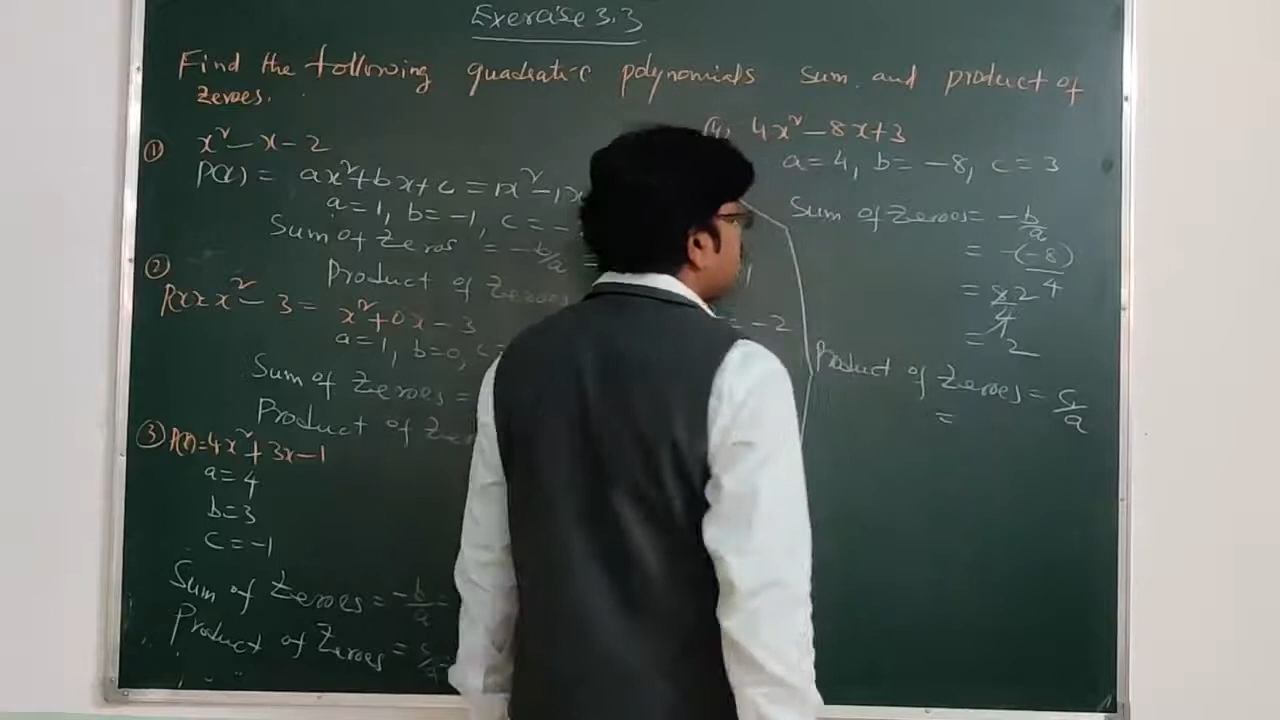 Exercise 3.3
Find the following quadratic polynomials sum and product of
zeroes.
① x² - x - 2
P(x) = ax² + bx + c = 1x² - 1x
a = 1, b = -1, c = -
Sum of Zeros = -b/a =
Product of Zeroes
= -2
② P(x) = x² - 3 = x² + 0x - 3
a = 1, b = 0, c =
Sum of Zeroes =
Product of
③ P(x) = 4x² + 3x - 1
a = 4
b = 3
c = -1
Sum of Zeroes = -b/a =
Product of Zeroes = c/a =
4x² - 8x + 3
a = 4, b = -8, c = 3
Sum of Zeroes = -b/a
= -(-8)/4
= 8 2/4 1
= 2
Product of Zeroes = c/a
=